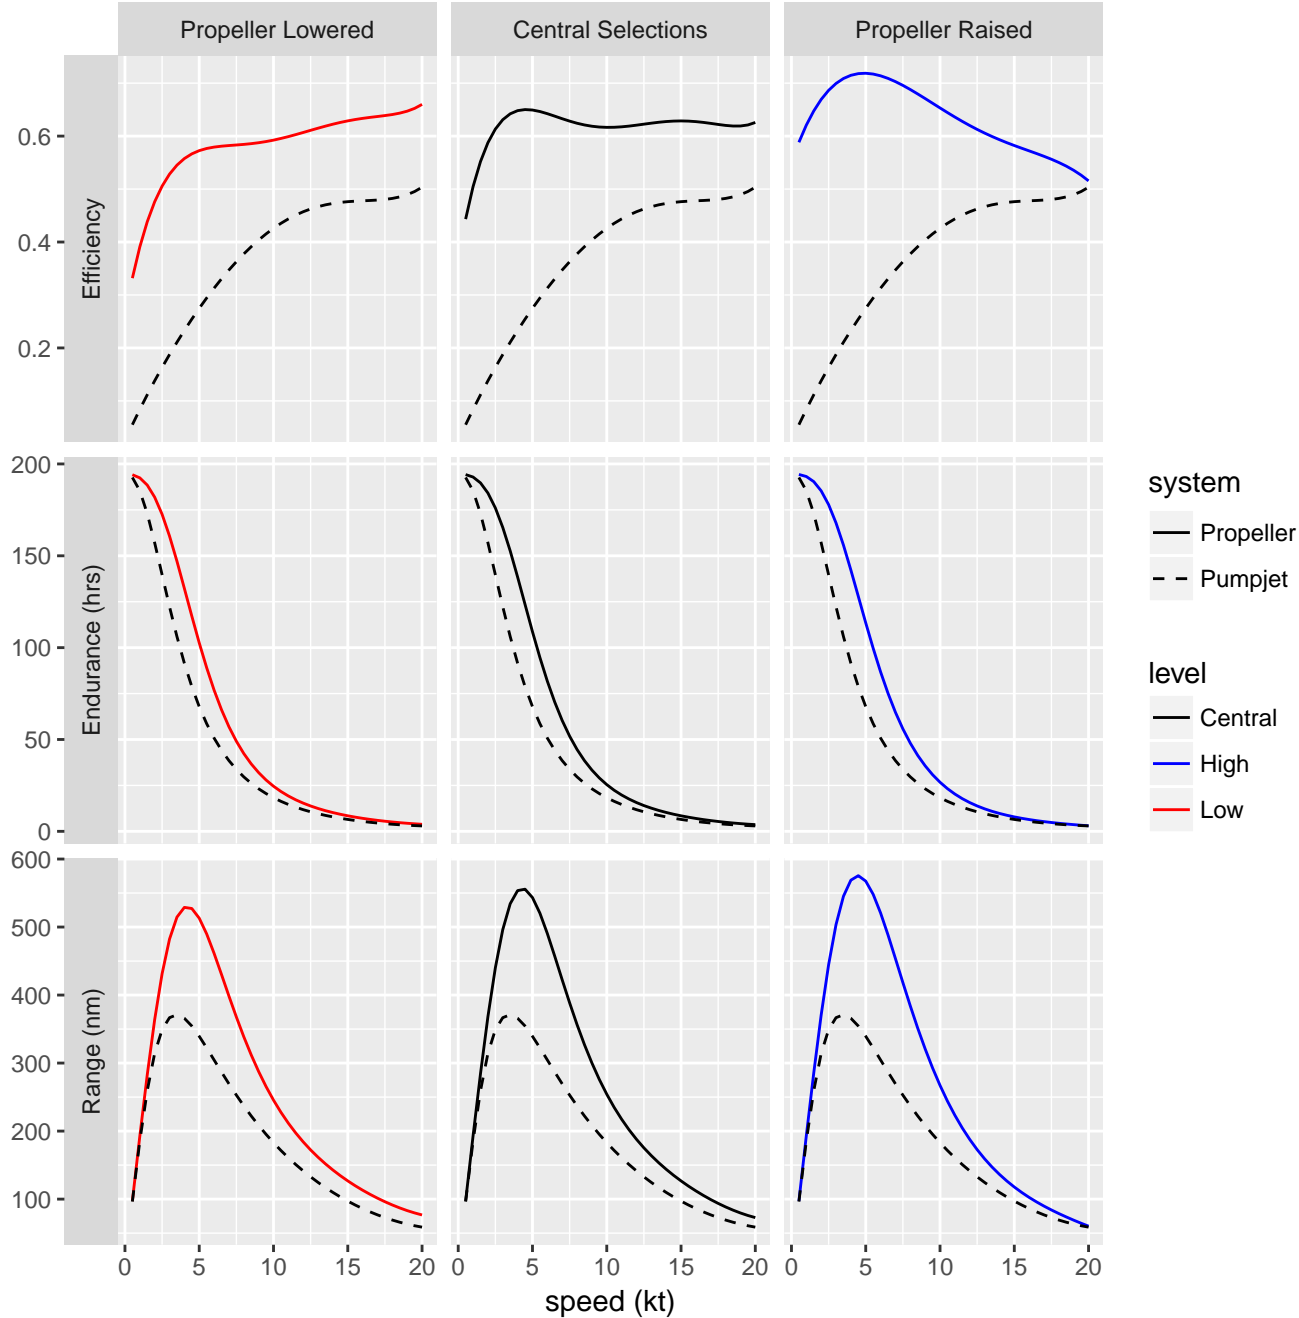 Propeller Lowered Central Selections Propeller Raised
Efficiency
0.6
0.4
0.2
Endurance (hrs)
200
150
100
50
0
Range (nm)
600
500
400
300
200
100
0 5 10 15 20 0 5 10 15 20 0 5 10 15 20
speed (kt)
system
Propeller
Pumpjet
level
Central
High
Low